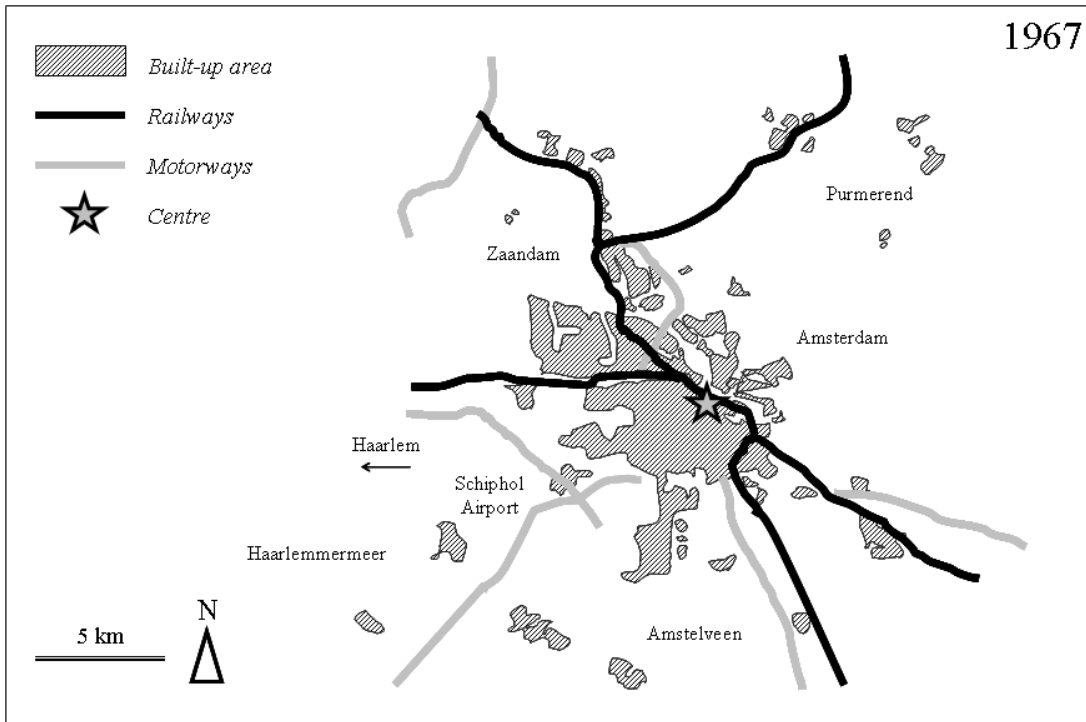 1967
Built-up area
Railways
Motorways
Centre
Purmerend
Zaandam
Amsterdam
Haarlem
Schiphol
Airport
Haarlemmermeer
N
5 km
Amstelveen